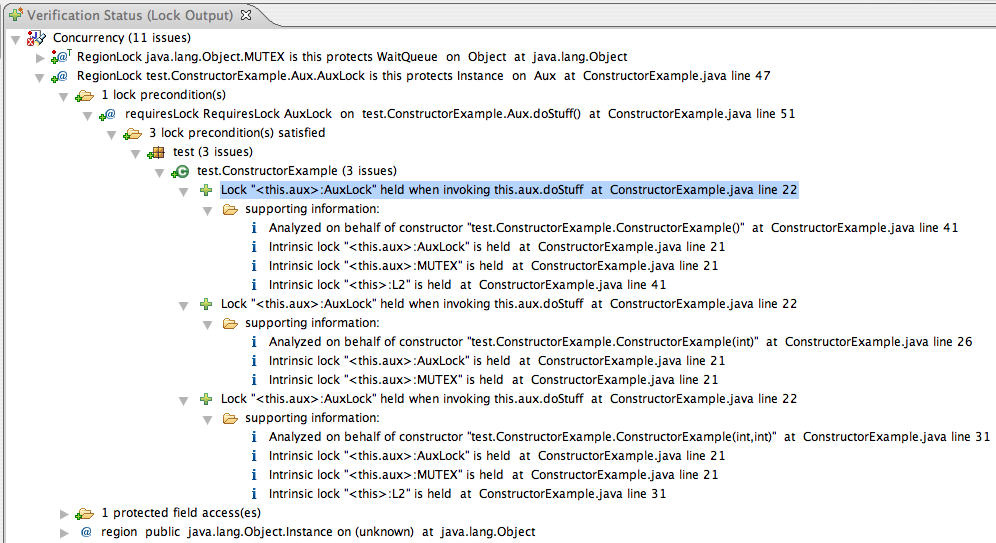 Verification Status (Lock Output)
Concurrency (11 issues)
RegionLock java.lang.Object.MUTEX is this protects WaitQueue on Object at java.lang.Object
RegionLock test.ConstructorExample.Aux.AuxLock is this protects Instance on Aux at ConstructorExample.java line 47
1 lock precondition(s)
requiresLock RequiresLock AuxLock on test.ConstructorExample.Aux.doStuff() at ConstructorExample.java line 51
3 lock precondition(s) satisfied
test (3 issues)
test.ConstructorExample (3 issues)
Lock "<this.aux>:AuxLock" held when invoking this.aux.doStuff at ConstructorExample.java line 22
supporting information:
Analyzed on behalf of constructor "test.ConstructorExample.ConstructorExample()" at ConstructorExample.java line 41
Intrinsic lock "<this.aux>:AuxLock" is held at ConstructorExample.java line 21
Intrinsic lock "<this.aux>:MUTEX" is held at ConstructorExample.java line 21
Intrinsic lock "<this>:L2" is held at ConstructorExample.java line 41
Lock "<this.aux>:AuxLock" held when invoking this.aux.doStuff at ConstructorExample.java line 22
supporting information:
Analyzed on behalf of constructor "test.ConstructorExample.ConstructorExample(int)" at ConstructorExample.java line 26
Intrinsic lock "<this.aux>:AuxLock" is held at ConstructorExample.java line 21
Intrinsic lock "<this.aux>:MUTEX" is held at ConstructorExample.java line 21
Lock "<this.aux>:AuxLock" held when invoking this.aux.doStuff at ConstructorExample.java line 22
supporting information:
Analyzed on behalf of constructor "test.ConstructorExample.ConstructorExample(int,int)" at ConstructorExample.java line 31
Intrinsic lock "<this.aux>:AuxLock" is held at ConstructorExample.java line 21
Intrinsic lock "<this.aux>:MUTEX" is held at ConstructorExample.java line 21
Intrinsic lock "<this>:L2" is held at ConstructorExample.java line 31
1 protected field access(es)
region public java.lang.Object.Instance on (unknown) at java.lang.Object